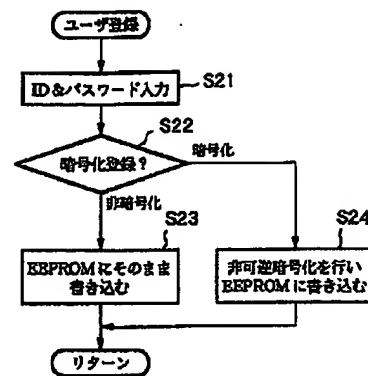 ユーザ登録
ID&パスワード入力
S21
S22
暗号化登録?
暗号化
非暗号化
S23
EEPROMにそのまま
書き込む
S24
非可逆暗号化を行い
EEPROMに書き込む
リターン